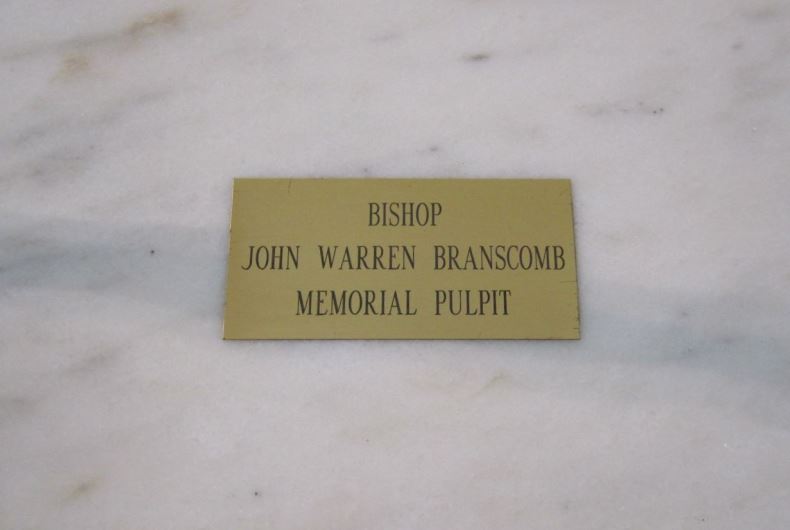 BISHOP
JOHN WARREN BRANSCOMB
MEMORIAL PULPIT